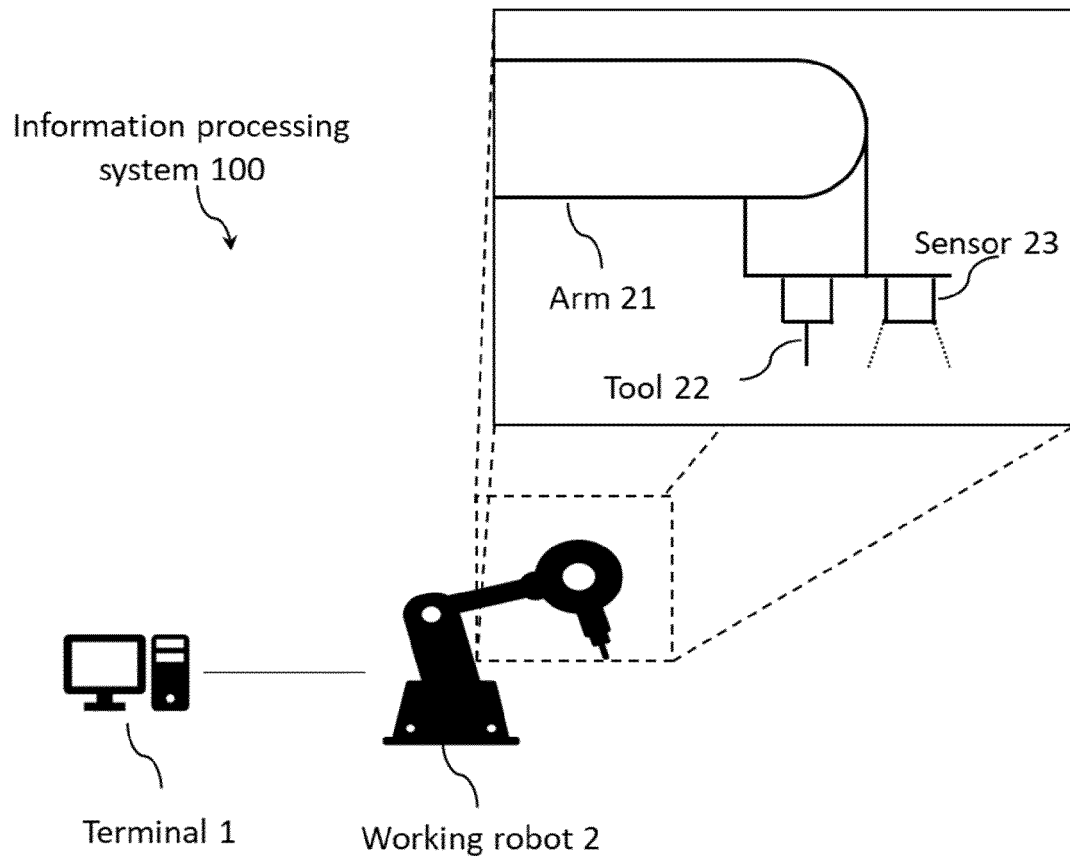 Information processing
system 100
Sensor 23
Arm 21
Tool 22
Terminal 1
Working robot 2